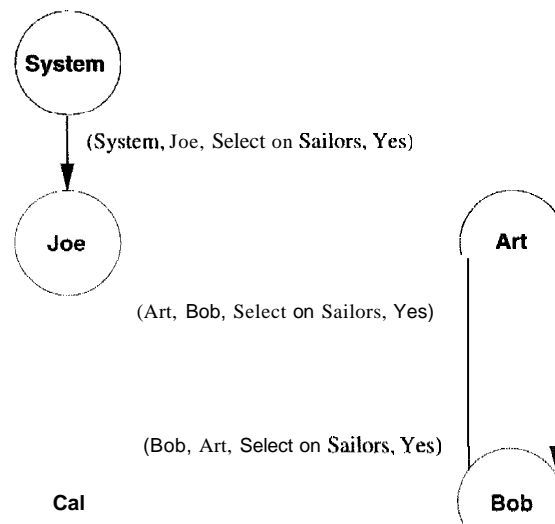 System
(System, Joe, Select on Sailors, Yes)
Joe
Art
(Art, Bob, Select on Sailors, Yes)
(Bob, Art, Select on Sailors, Yes)
Cal
Bob